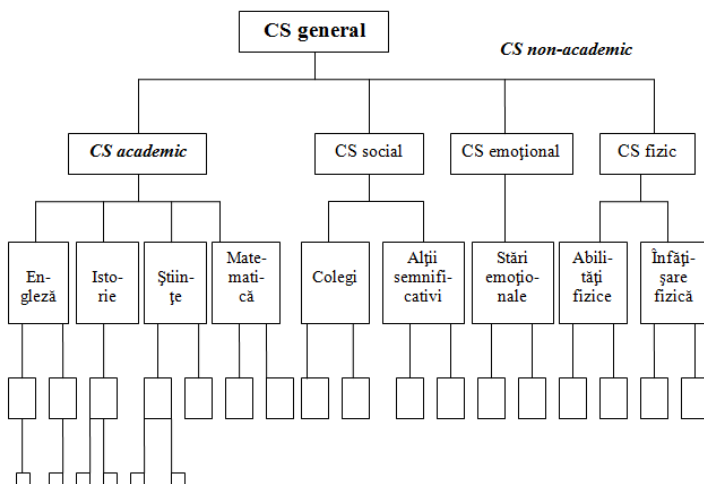 CS general
CS non-academic
CS academic
CS social
CS emoţional
CS fizic
En-
gleză
Isto-
rie
Ştiin-
ţe
Mate-
mati-
că
Colegi
Alţii
semnifi-
cativi
Stări
emoţio-
nale
Abili-
tăţi
fizice
Înfăţi-
şare
fizică